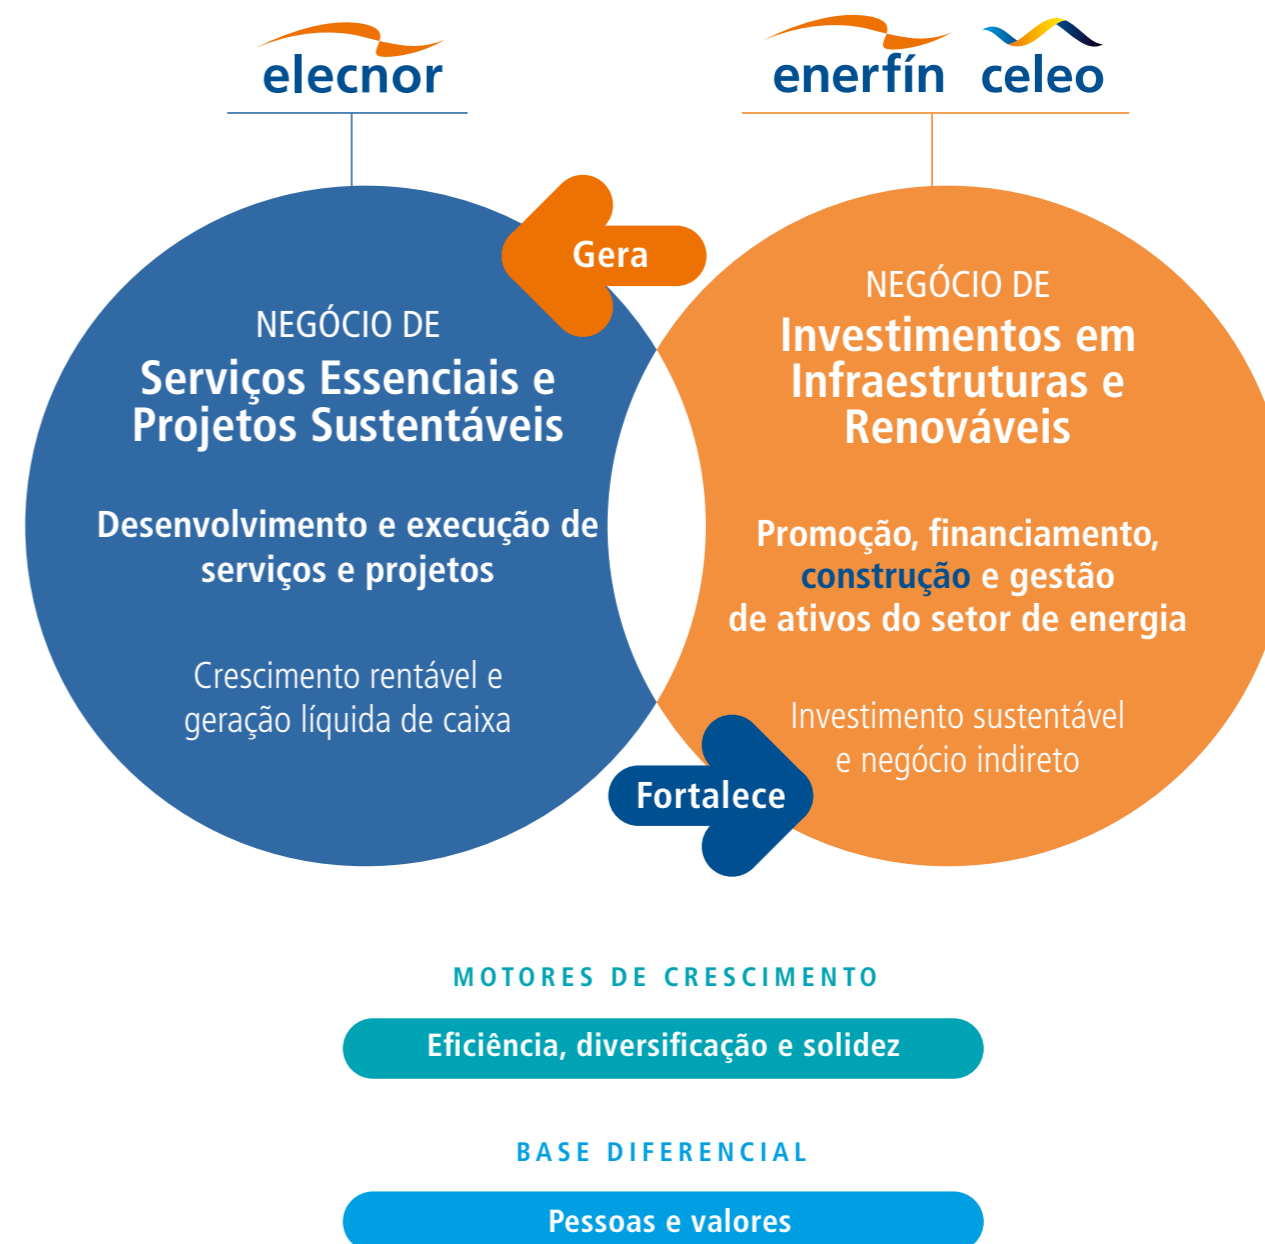 elecnor
enerfín
celeo
Gera
NEGÓCIO DE
Serviços Essenciais e
Projetos Sustentáveis
Desenvolvimento e execução de
serviços e projetos
Crescimento rentável e
geração líquida de caixa
NEGÓCIO DE
Investimentos em
Infraestruturas e
Renováveis
Promoção, financiamento,
construção e gestão
de ativos do setor de energia
Investimento sustentável
e negócio indireto
Fortalece
MOTORES DE CRESCIMENTO
Eficiência, diversificação e solidez
BASE DIFERENCIAL
Pessoas e valores